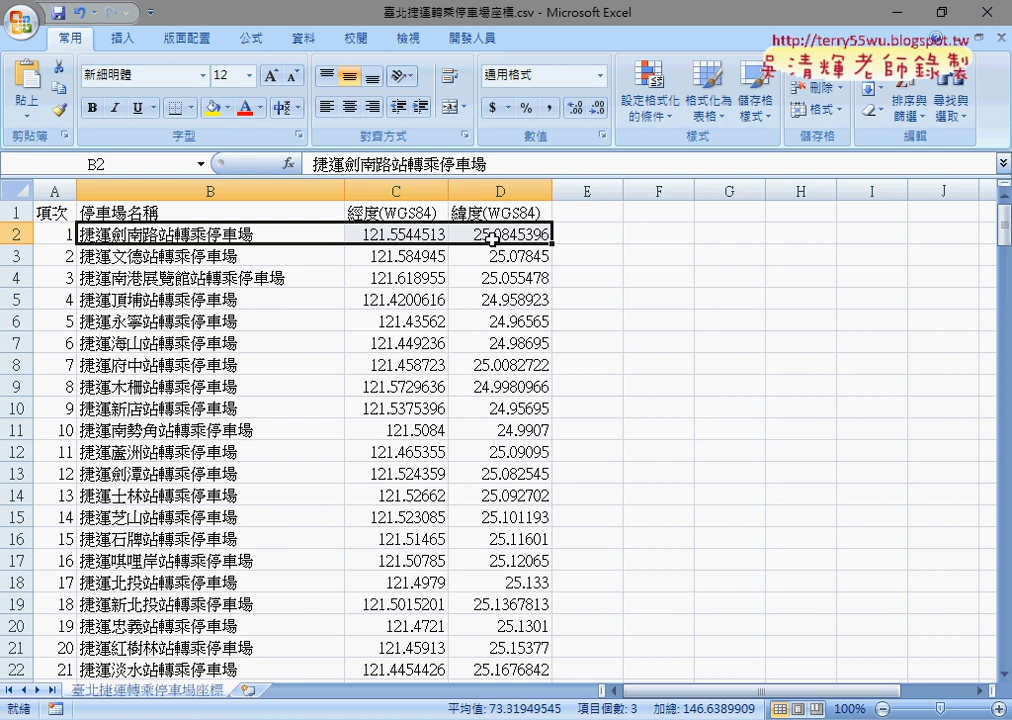 臺北捷運轉乘停車場座標.csv - Microsoft Excel
常用 插入 版面配置 公式 資料 校閱 檢視 開發人員
http://terry55wu.blogspot.tw
吳清輝老師錄製
貼上 新細明體 12 通用格式 設定格式化的條件 格式化為表格 儲存格樣式 刪除 格式 排序與篩選 尋找與選取
剪貼簿 字型 對齊方式 數值 樣式 儲存格 編輯
B2 fx 捷運劍南路站轉乘停車場
A B C D E F G H I J
1 項次 停車場名稱 經度(WGS84) 緯度(WGS84)
2 1 捷運劍南路站轉乘停車場 121.5544513 25.0845396
3 2 捷運文德站轉乘停車場 121.584945 25.07845
4 3 捷運南港展覽館站轉乘停車場 121.618955 25.055478
5 4 捷運頂埔站轉乘停車場 121.4200616 24.958923
6 5 捷運永寧站轉乘停車場 121.43562 24.96565
7 6 捷運海山站轉乘停車場 121.449236 24.98695
8 7 捷運府中站轉乘停車場 121.458723 25.0082722
9 8 捷運木柵站轉乘停車場 121.5729636 24.9980966
10 9 捷運新店站轉乘停車場 121.5375396 24.95695
11 10 捷運南勢角站轉乘停車場 121.5084 24.9907
12 11 捷運蘆洲站轉乘停車場 121.465355 25.09095
13 12 捷運劍潭站轉乘停車場 121.524359 25.082545
14 13 捷運士林站轉乘停車場 121.52662 25.092702
15 14 捷運芝山站轉乘停車場 121.523085 25.101193
16 15 捷運石牌站轉乘停車場 121.51465 25.11601
17 16 捷運唭哩岸站轉乘停車場 121.50785 25.12065
18 17 捷運北投站轉乘停車場 121.4979 25.133
19 18 捷運新北投站轉乘停車場 121.5015201 25.1367813
20 19 捷運忠義站轉乘停車場 121.4721 25.1301
21 20 捷運紅樹林站轉乘停車場 121.45913 25.15377
22 21 捷運淡水站轉乘停車場 121.4454426 25.1676842
臺北捷運轉乘停車場座標
就緒 平均值: 73.31949545 項目個數: 3 加總: 146.6389909 100%